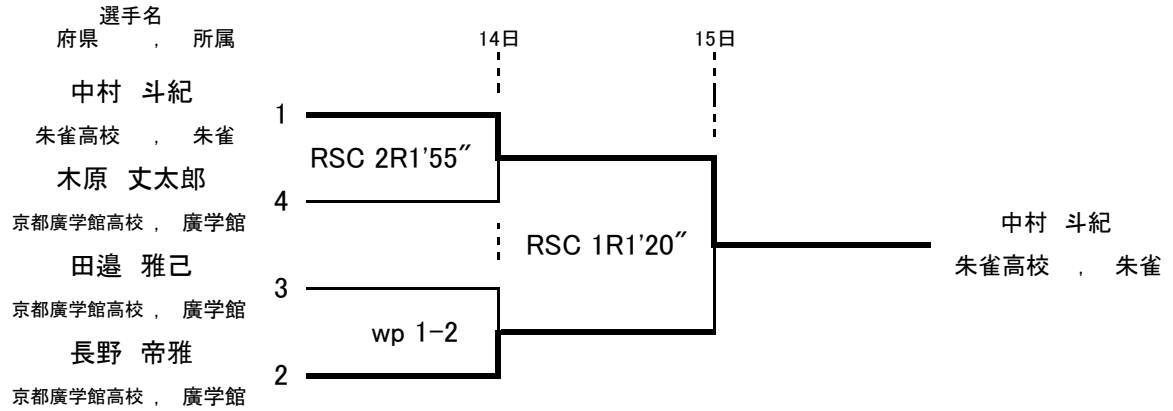 選手名
府県 , 所属
14日
15日
中村 斗紀
1
朱雀高校 , 朱雀
RSC 2R1'55″
木原 丈太郎
4
京都廣学館高校 , 廣学館
中村 斗紀
RSC 1R1'20″
田邉 雅己
朱雀高校 , 朱雀
3
京都廣学館高校 , 廣学館
wp 1-2
長野 帝雅
2
京都廣学館高校 , 廣学館